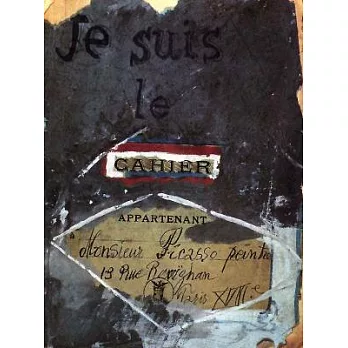 Je suis
le
CAHIER
APPARTENANT
à Monsieur Picasso peintre
13 Rue Ravignan
Paris XVIIIe